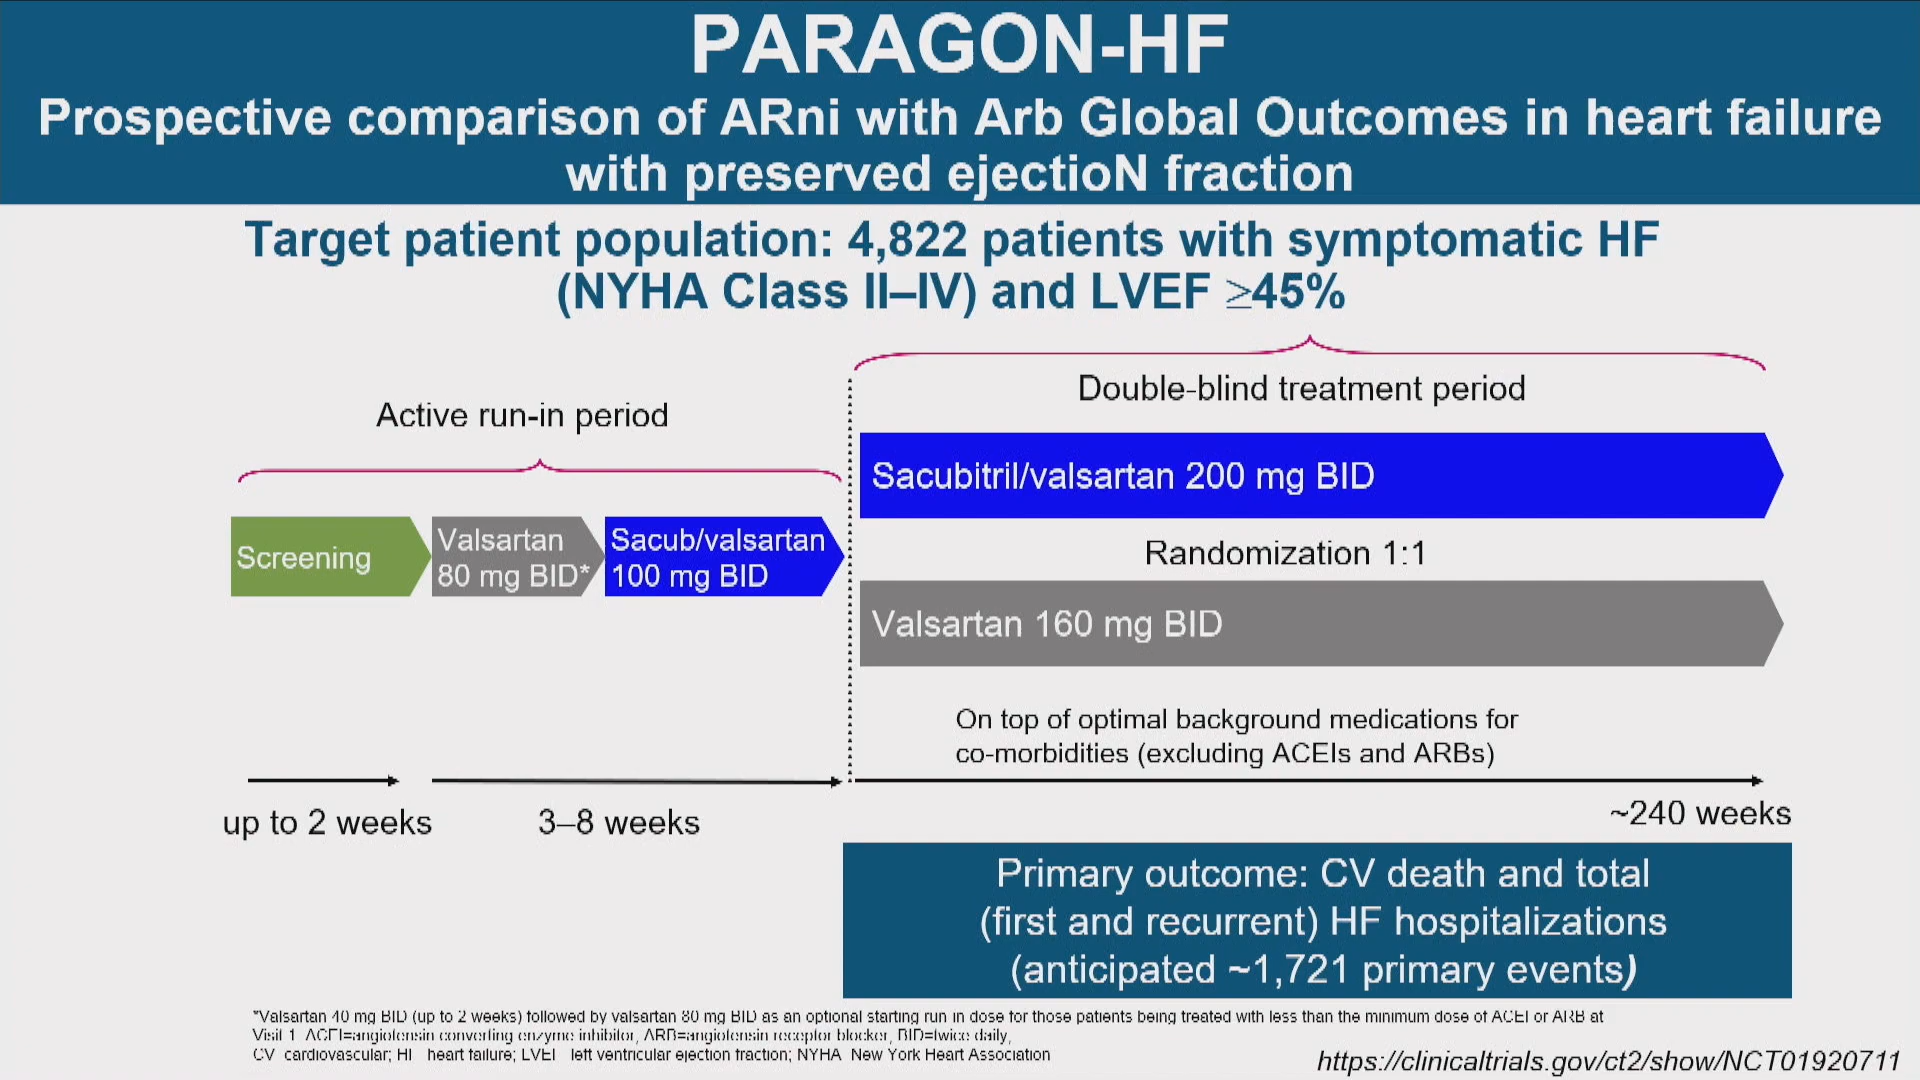 PARAGON-HF
Prospective comparison of ARni with Arb Global Outcomes in heart failure
with preserved ejectioN fraction
Target patient population: 4,822 patients with symptomatic HF
(NYHA Class II–IV) and LVEF ≥45%
Double-blind treatment period
Active run-in period
Sacubitril/valsartan 200 mg BID
Screening
Valsartan
80 mg BID*
Sacub/valsartan
100 mg BID
Randomization 1:1
Valsartan 160 mg BID
On top of optimal background medications for
co-morbidities (excluding ACEIs and ARBs)
up to 2 weeks
3–8 weeks
~240 weeks
Primary outcome: CV death and total
(first and recurrent) HF hospitalizations
(anticipated ~1,721 primary events)
*Valsartan 40 mg BID (up to 2 weeks) followed by valsartan 80 mg BID as an optional starting run in dose for those patients being treated with less than the minimum dose of ACEI or ARB at
Visit 1 ACEI=angiotensin converting enzyme inhibitor, ARB=angiotensin receptor blocker, BID=twice daily,
CV cardiovascular; HF heart failure; LVEF left ventricular ejection fraction; NYHA New York Heart Association
https://clinicaltrials.gov/ct2/show/NCT01920711